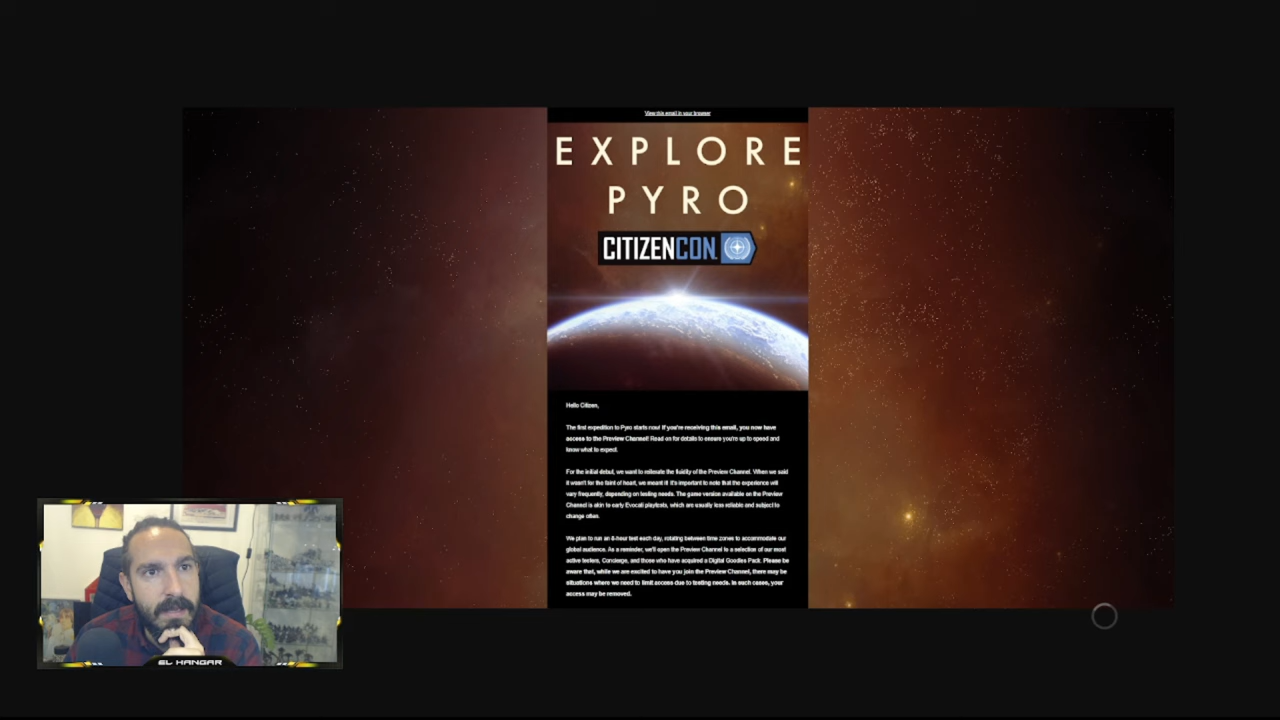 View this email in your browser
EXPLORE
PYRO
CITIZENCON
Hello Citizen,
The first expedition to Pyro starts now! If you're receiving this email, you now have
access to the Preview Channel! Read on for details to ensure you're up to speed and
know what to expect.
For the initial debut, we want to reiterate the fluidity of the Preview Channel. When we said
it wasn't for the faint of heart, we meant it! It's important to note that the experience will
vary frequently, depending on testing needs. The game version available on the Preview
Channel is akin to early Evocati playtests, which are usually less reliable and subject to
change often.
We plan to run an 8-hour test each day, rotating between time zones to accommodate our
global audience. As a reminder, we'll open the Preview Channel to a selection of our most
active testers, Concierge, and those who have acquired a Digital Goodies Pack. Please be
aware that, while we are excited to have you join the Preview Channel, there may be
situations where we need to limit access due to testing needs. In such cases, your
access may be removed.
EL HANGAR